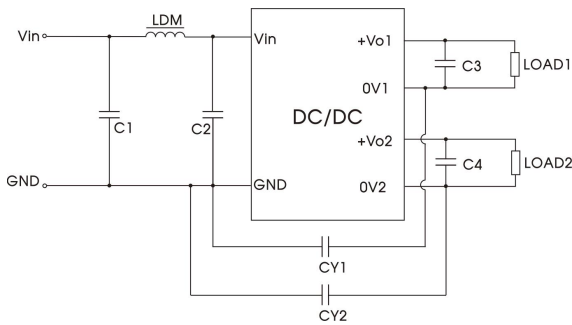 LDM
Vin
Vin
+Vo1
C3
LOAD1
0V1
C1
C2
DC/DC
+Vo2
C4
LOAD2
GND
GND
0V2
CY1
CY2